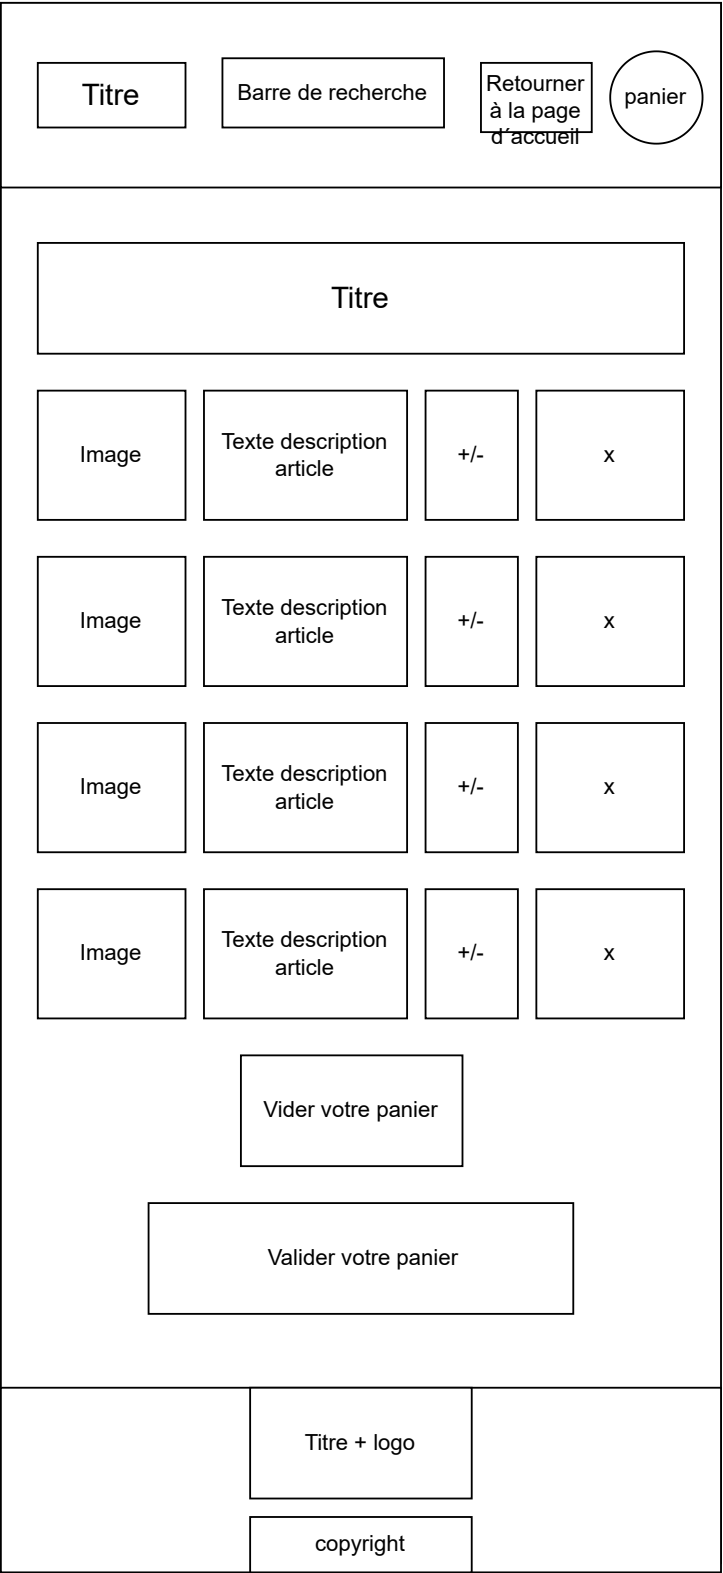 Titre
Barre de recherche
Retourner
à la page
d´accueil
panier
Titre
Image
Texte description
article
+/-
x
Image
Texte description
article
+/-
x
Image
Texte description
article
+/-
x
Image
Texte description
article
+/-
x
Vider votre panier
Valider votre panier
Titre + logo
copyright